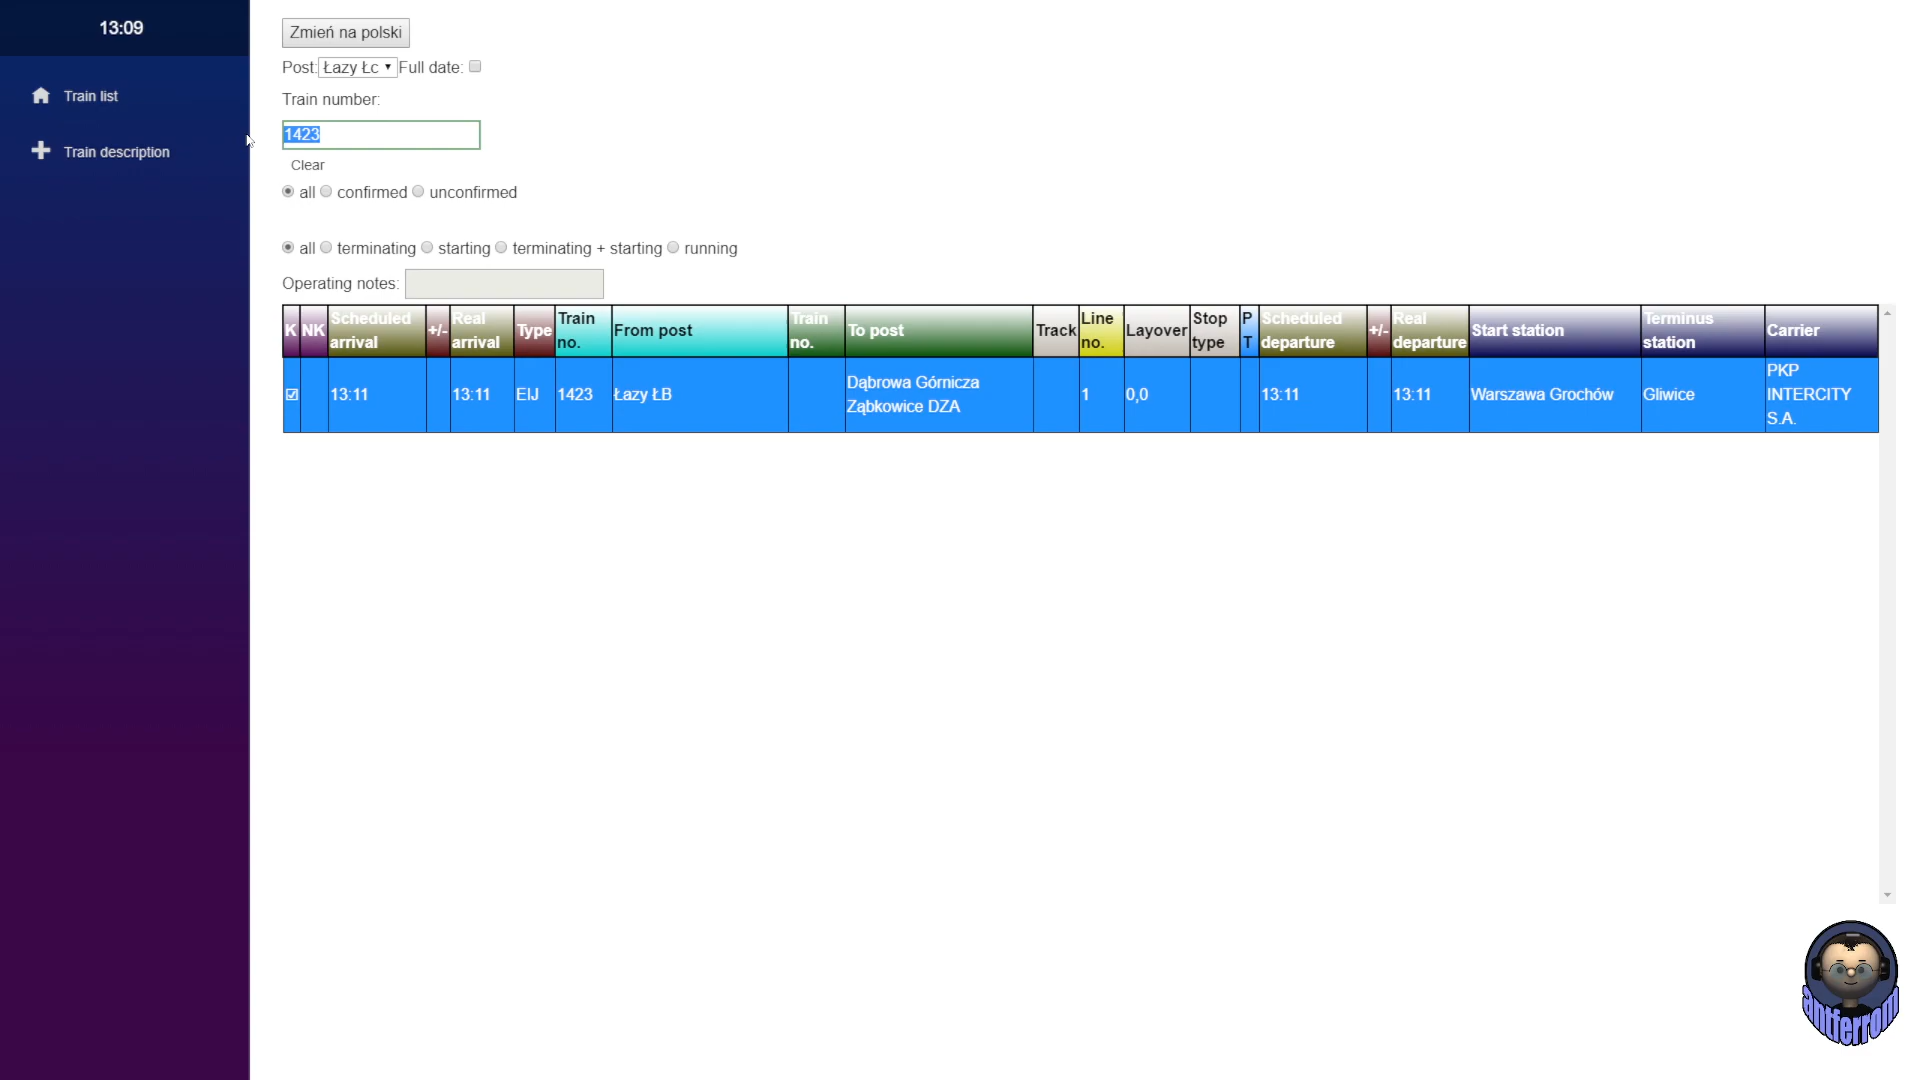 13:09
Train list
Train description
Zmień na polski
Post: Łazy Łc Full date:
Train number:
1423
Clear
all confirmed unconfirmed
all terminating starting terminating + starting running
Operating notes:
K NK Scheduled arrival +/- Real arrival Type Train no. From post Train no. To post Track Line no. Layover Stop type P T Scheduled departure +/- Real departure Start station Terminus station Carrier
13:11 13:11 EIJ 1423 Łazy ŁB Dąbrowa Górnicza Ząbkowice DZA 1 0,0 13:11 13:11 Warszawa Grochów Gliwice PKP INTERCITY S.A.
antferrom